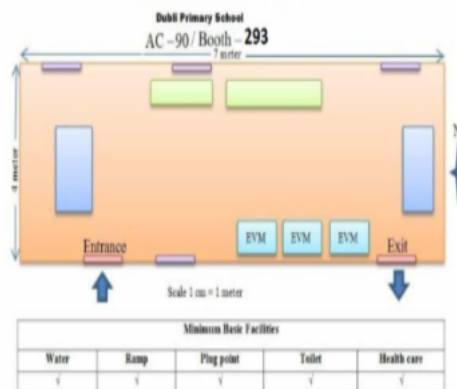 Dubli Primary School
AC – 90 / Booth – 293
7 meter
4 meter
N
EVM EVM EVM
Entrance
Exit
Scale 1 cm = 1 meter
Minimum Basic Facilities
Water Ramp Plug point Toilet Health care
√ √ √ √ √